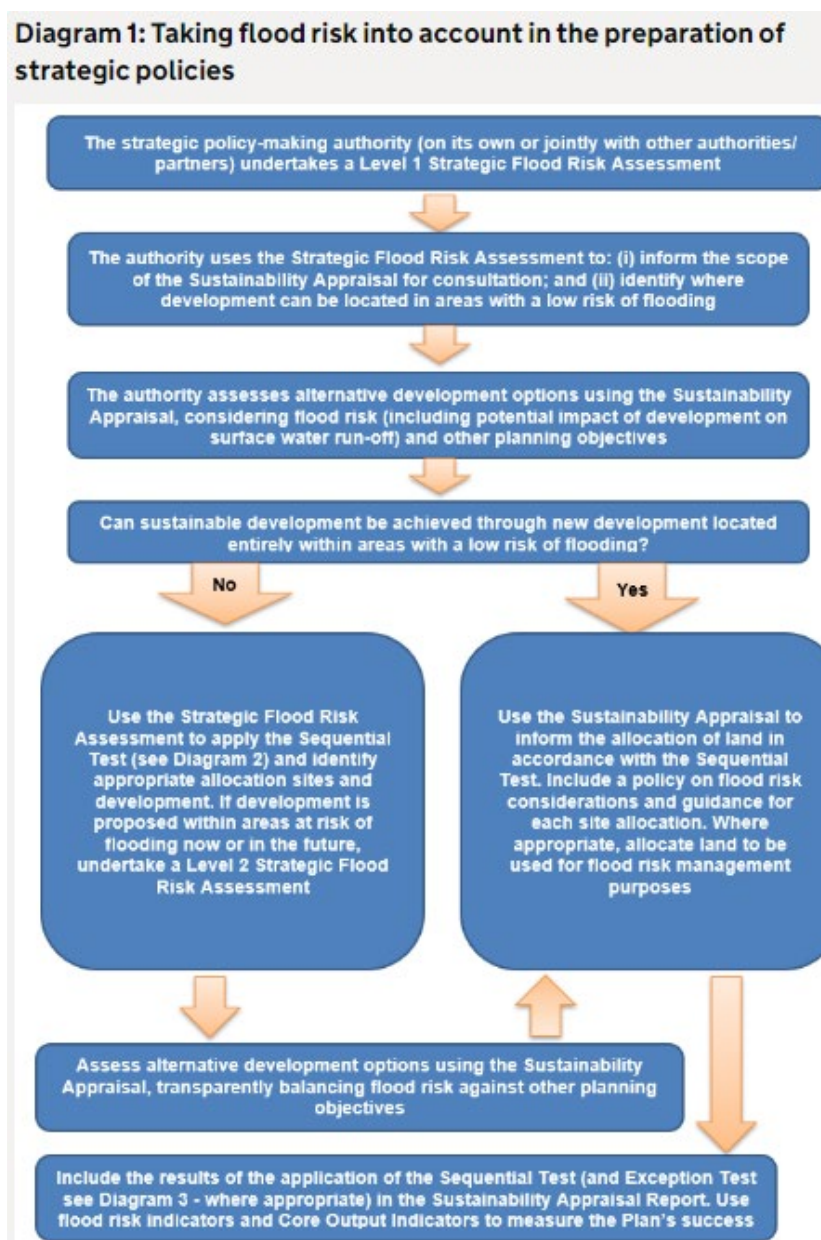 Diagram 1: Taking flood risk into account in the preparation of
strategic policies
The strategic policy-making authority (on its own or jointly with other authorities/
partners) undertakes a Level 1 Strategic Flood Risk Assessment
The authority uses the Strategic Flood Risk Assessment to: (i) inform the scope
of the Sustainability Appraisal for consultation; and (ii) identify where
development can be located in areas with a low risk of flooding
The authority assesses alternative development options using the Sustainability
Appraisal, considering flood risk (including potential impact of development on
surface water run-off) and other planning objectives
Can sustainable development be achieved through new development located
entirely within areas with a low risk of flooding?
No
Yes
Use the Strategic Flood Risk
Assessment to apply the Sequential
Test (see Diagram 2) and identify
appropriate allocation sites and
development. If development is
proposed within areas at risk of
flooding now or in the future,
undertake a Level 2 Strategic Flood
Risk Assessment
Use the Sustainability Appraisal to
inform the allocation of land in
accordance with the Sequential
Test. Include a policy on flood risk
considerations and guidance for
each site allocation. Where
appropriate, allocate land to be
used for flood risk management
purposes
Assess alternative development options using the Sustainability
Appraisal, transparently balancing flood risk against other planning
objectives
Include the results of the application of the Sequential Test (and Exception Test
see Diagram 3 - where appropriate) in the Sustainability Appraisal Report. Use
flood risk indicators and Core Output Indicators to measure the Plan's success